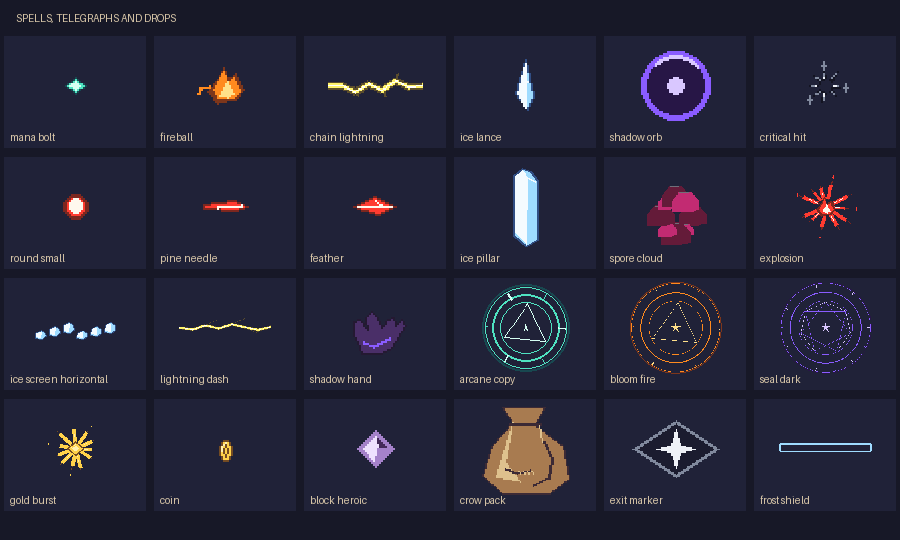 SPELLS, TELEGRAPHS AND DROPS
mana bolt
fireball
chain lightning
ice lance
shadow orb
critical hit
round small
pine needle
feather
ice pillar
spore cloud
explosion
ice screen horizontal
lightning dash
shadow hand
arcane copy
bloom fire
seal dark
gold burst
coin
block heroic
crow pack
exit marker
frost shield